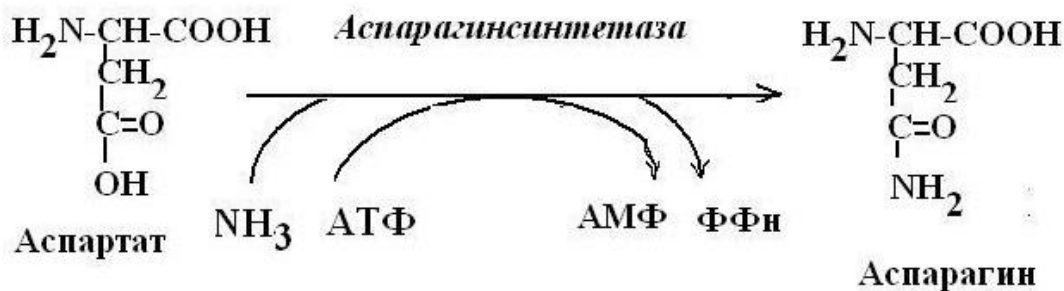 H₂N-CH-COOH
CH₂
C=O
OH
Аспартат
Аспарагинсинтетаза
NH₃
АТФ
АМФ
ФФн
H₂N-CH-COOH
CH₂
C=O
NH₂
Аспарагин